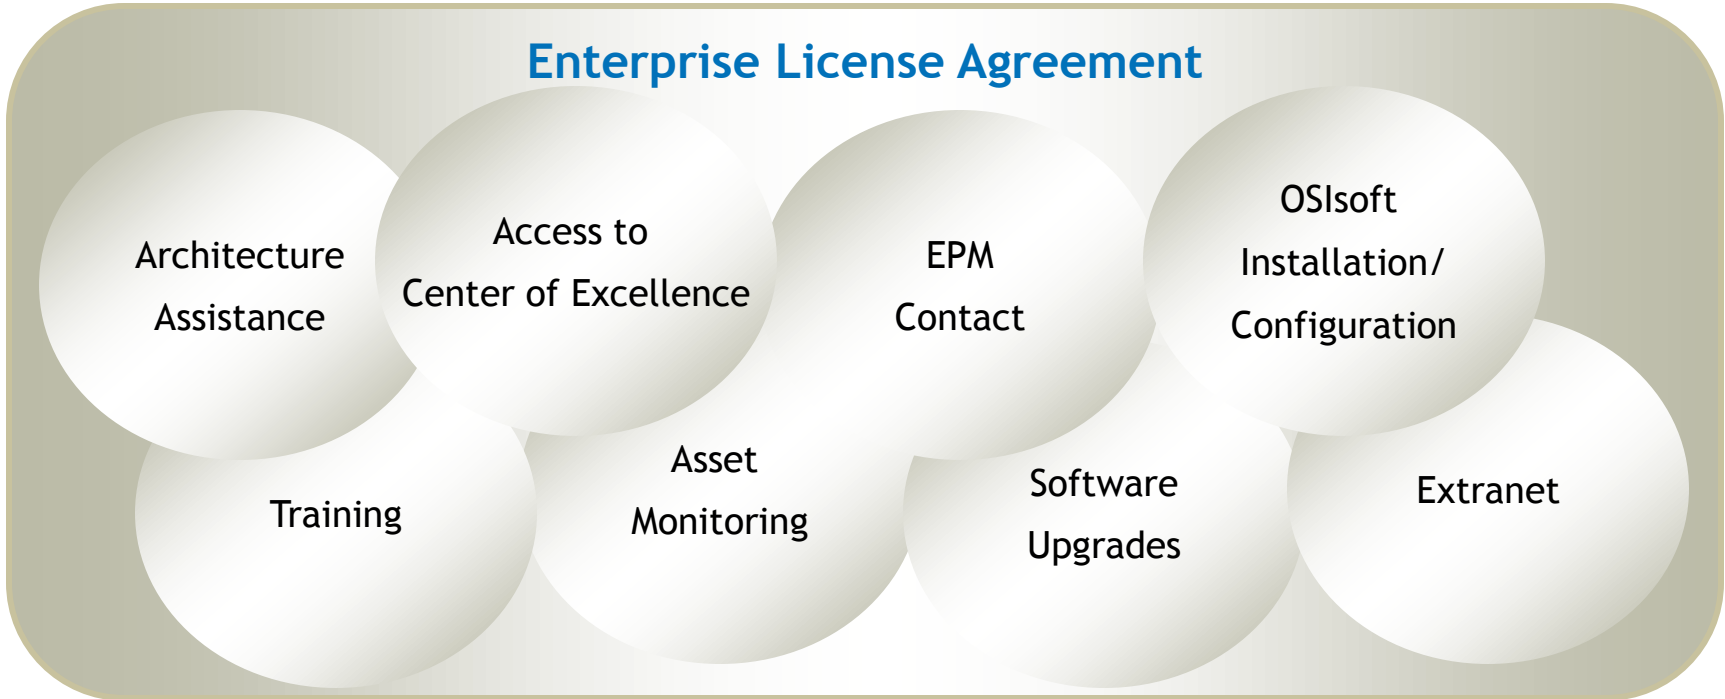 Enterprise License Agreement
Architecture
Assistance
Access to
Center of Excellence
EPM
Contact
OSIsoft
Installation/
Configuration
Training
Asset
Monitoring
Software
Upgrades
Extranet